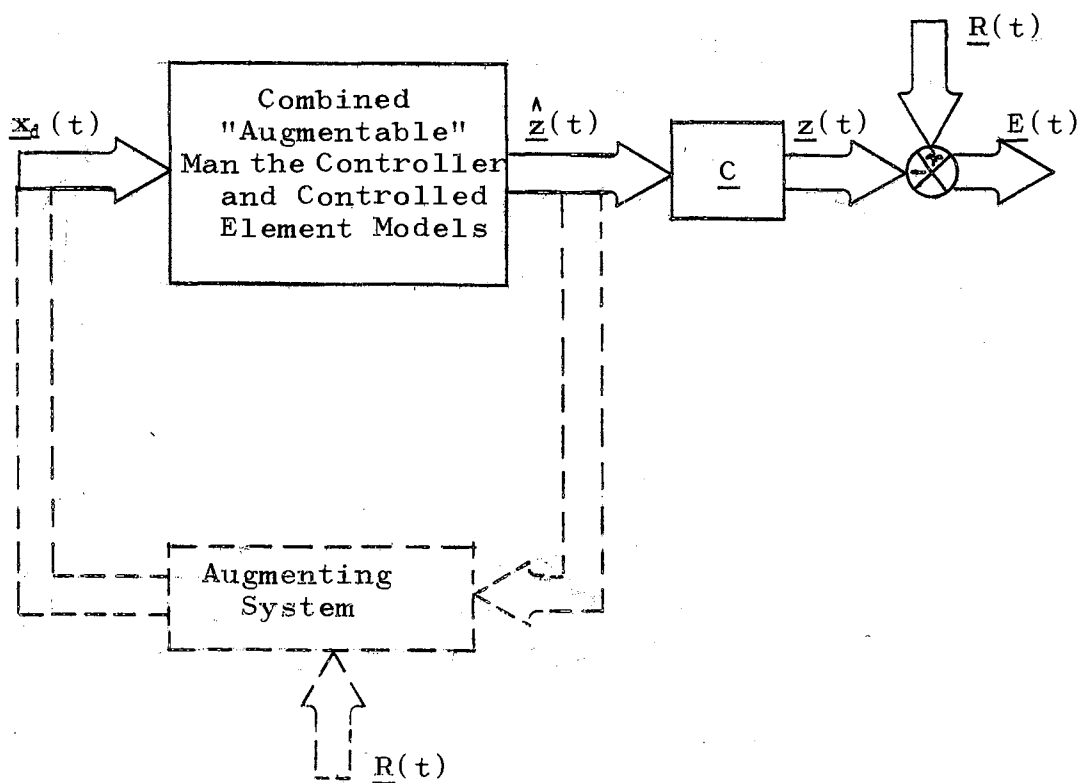 R(t)
x_d(t)
Combined
"Augmentable"
Man the Controller
and Controlled
Element Models
ẑ(t)
C
z(t)
+
-
E(t)
Augmenting
System
R(t)